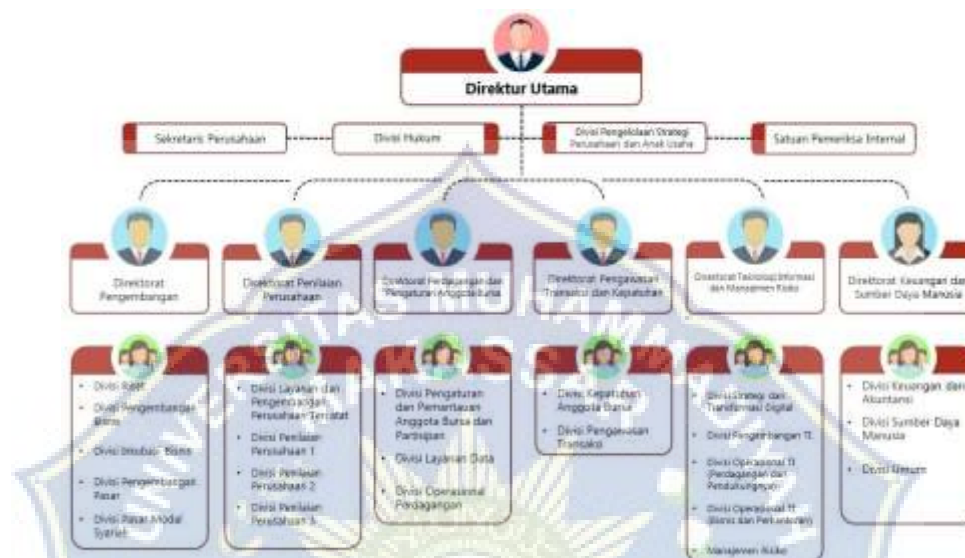 Direktur Utama
Sekretaris Perusahaan
Divisi Hukum
Divisi Pengelolaan Strategi
Perusahaan dan Anak Usaha
Satuan Pemeriksa Internal
Direktorat
Pengembangan
Direktorat Penilaian
Perusahaan
Direktorat Perdagangan dan
Pengaturan Anggota Bursa
Direktorat Pengawasan
Transaksi dan Kepatuhan
Direktorat Teknologi Informasi
dan Manajemen Risiko
Direktorat Keuangan dan
Sumber Daya Manusia
• Divisi Riset
• Divisi Pengembangan
Bisnis
• Divisi Inkubasi Bisnis
• Divisi Pengembangan
Pasar
• Divisi Pasar Modal
Syariah
• Divisi Layanan dan
Pengembangan
Perusahaan Tercatat
• Divisi Penilaian
Perusahaan 1
• Divisi Penilaian
Perusahaan 2
• Divisi Penilaian
Perusahaan 3
• Divisi Pengaturan
dan Pemantauan
Anggota Bursa dan
Partisipan
• Divisi Layanan Data
• Divisi Operasional
Perdagangan
• Divisi Kepatuhan
Anggota Bursa
• Divisi Pengawasan
Transaksi
• Divisi Strategi dan
Transformasi Digital
• Divisi Pengembangan TI
• Divisi Operasional TI
(Perdagangan dan
Pendukungnya)
• Divisi Operasional TI
(Bisnis dan Perkantoran)
• Manajemen Risiko
• Divisi Keuangan dan
Akuntansi
• Divisi Sumber Daya
Manusia
• Divisi Umum
UNIVERSITAS MUHAMMADIYAH
MAKASSAR